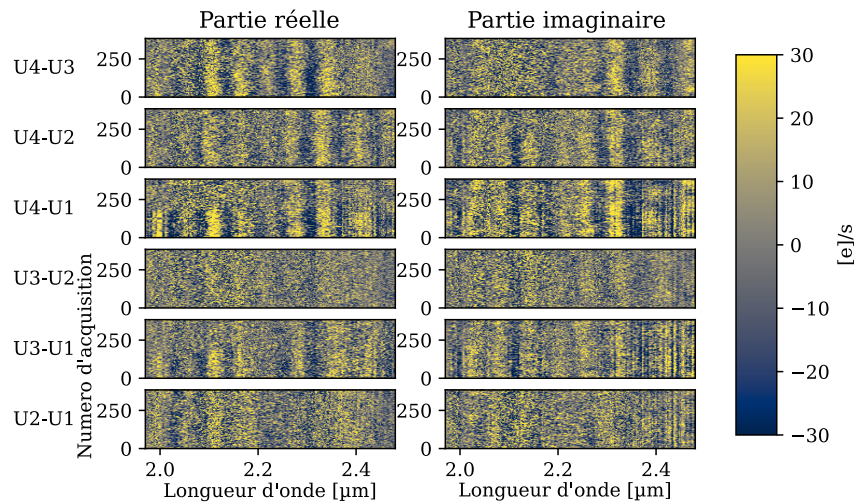 Partie réelle Partie imaginaire
U4-U3 250 0 250 0
U4-U2 250 0 250 0
U4-U1 250 0 250 0
U3-U2 250 0 250 0
U3-U1 250 0 250 0
U2-U1 250 0 250 0
Numero d'acquisition
2.0 2.2 2.4 2.0 2.2 2.4
Longueur d'onde [µm] Longueur d'onde [µm]
30
20
10
0
−10
−20
−30
[e]/s